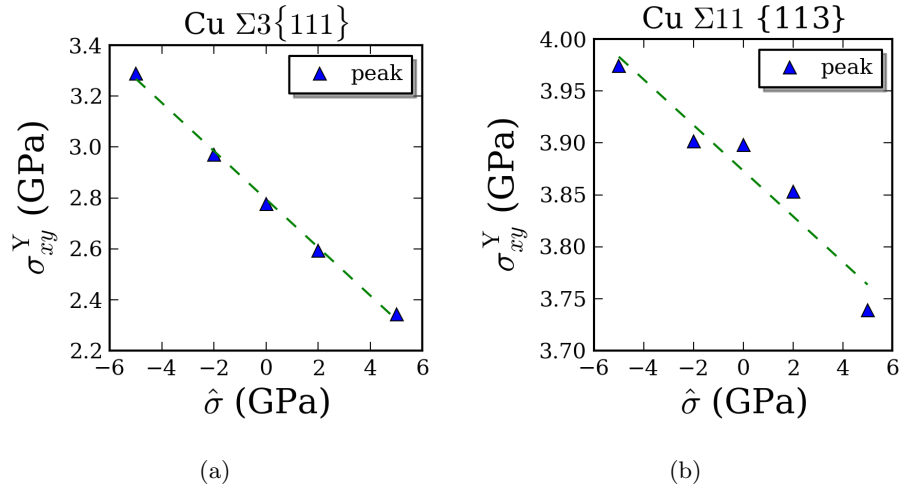 Cu Σ3{111}
3.4
3.2
3.0
2.8
2.6
2.4
2.2
−6 −4 −2 0 2 4 6
peak
σ^Y_xy (GPa)
σ̂ (GPa)
(a)
Cu Σ11 {113}
4.00
3.95
3.90
3.85
3.80
3.75
3.70
−6 −4 −2 0 2 4 6
peak
σ^Y_xy (GPa)
σ̂ (GPa)
(b)